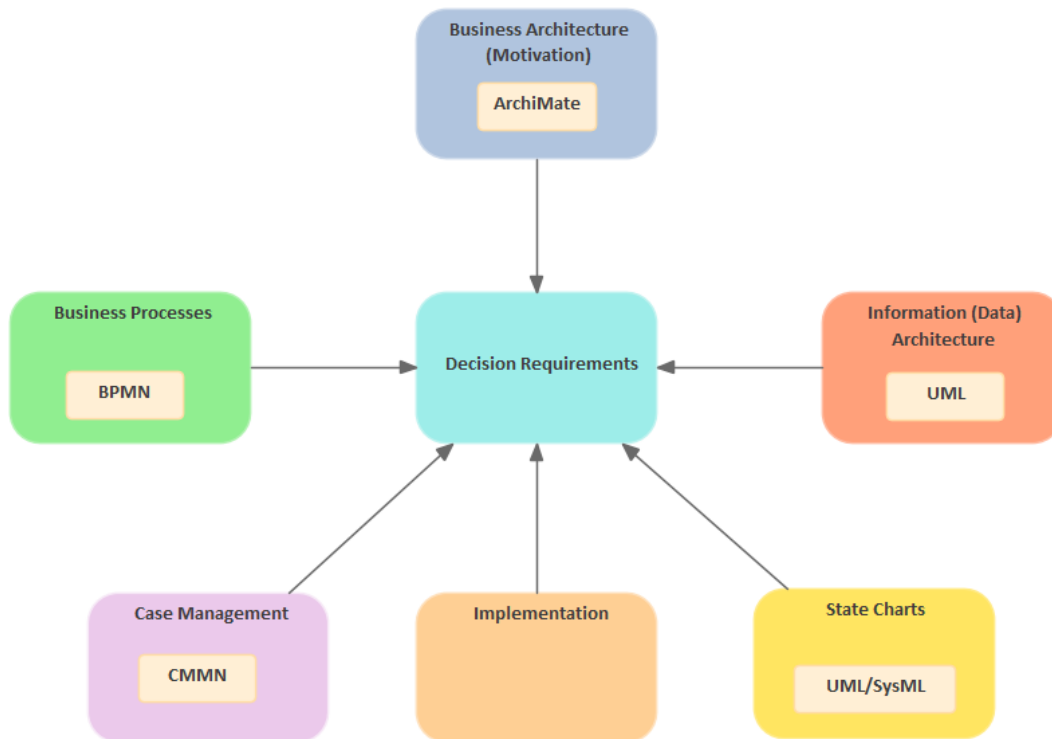 Business Architecture
(Motivation)
ArchiMate
Business Processes
BPMN
Decision Requirements
Information (Data)
Architecture
UML
Case Management
CMMN
Implementation
State Charts
UML/SysML